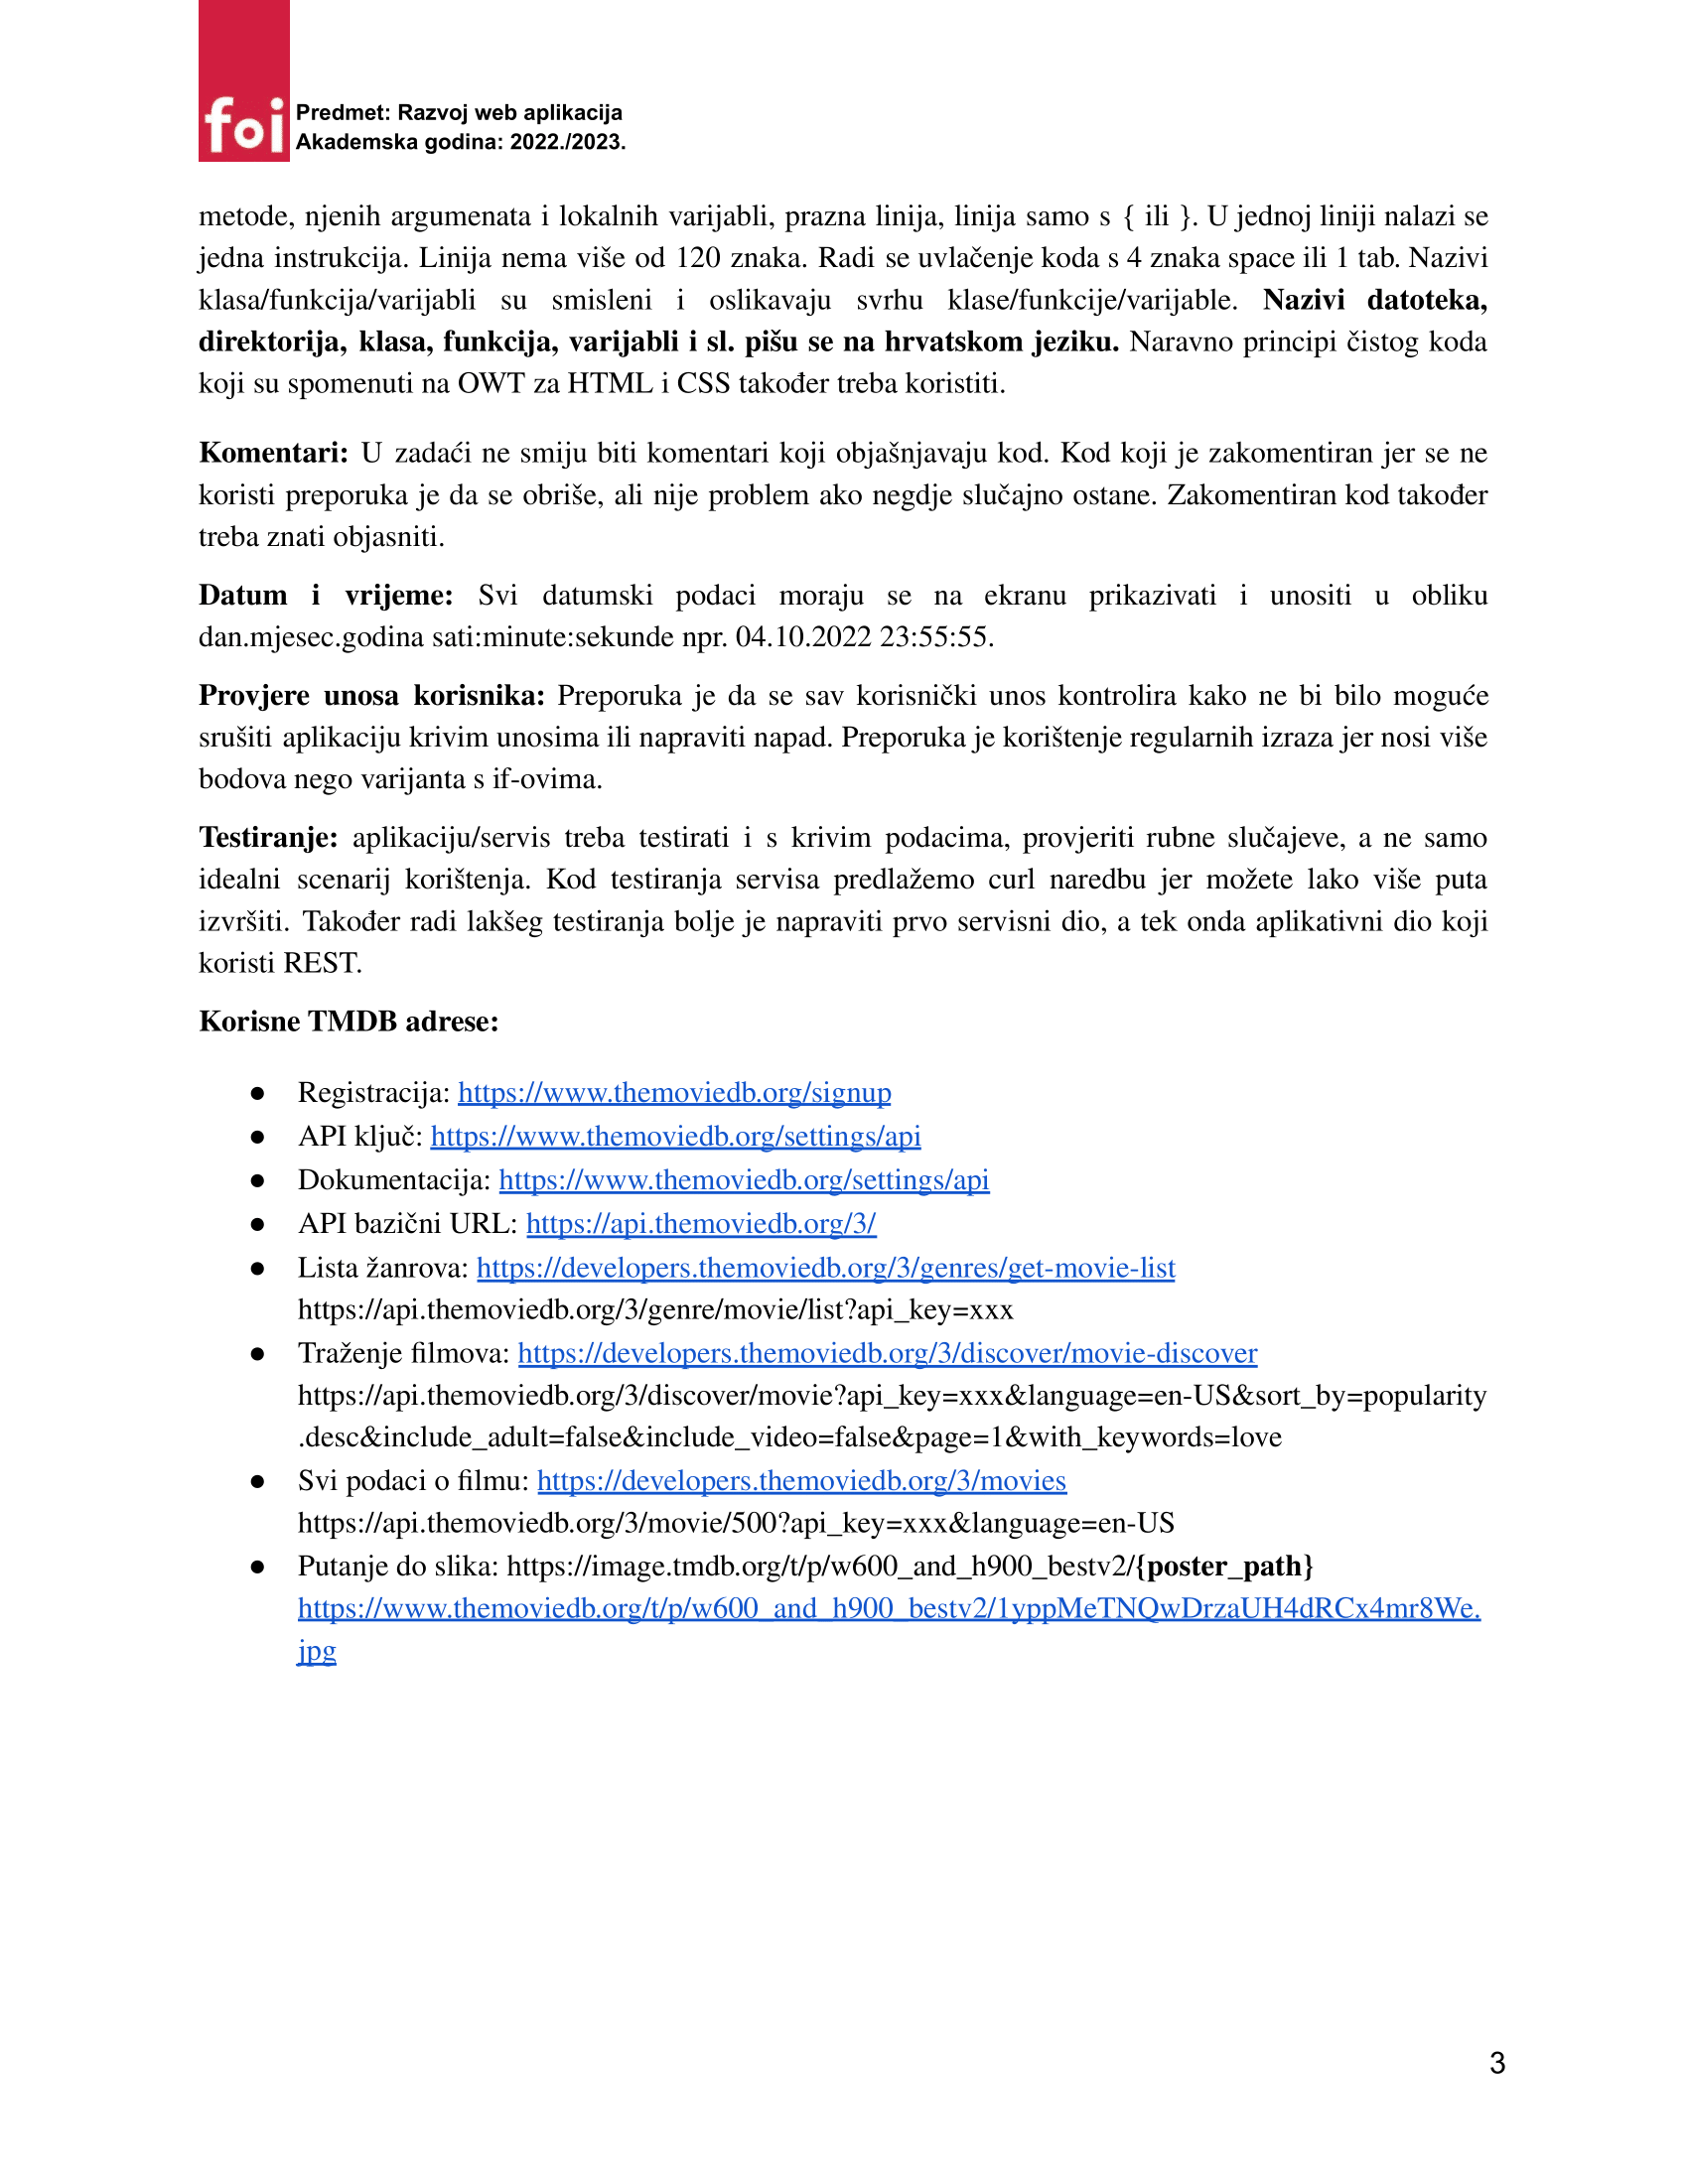 foi
Predmet: Razvoj web aplikacija
Akademska godina: 2022./2023.
metode, njenih argumenata i lokalnih varijabli, prazna linija, linija samo s { ili }. U jednoj liniji nalazi se
jedna instrukcija. Linija nema više od 120 znaka. Radi se uvlačenje koda s 4 znaka space ili 1 tab. Nazivi
klasa/funkcija/varijabli su smisleni i oslikavaju svrhu klase/funkcije/varijable. Nazivi datoteka,
direktorija, klasa, funkcija, varijabli i sl. pišu se na hrvatskom jeziku. Naravno principi čistog koda
koji su spomenuti na OWT za HTML i CSS također treba koristiti.
Komentari: U zadaći ne smiju biti komentari koji objašnjavaju kod. Kod koji je zakomentiran jer se ne
koristi preporuka je da se obriše, ali nije problem ako negdje slučajno ostane. Zakomentiran kod također
treba znati objasniti.
Datum i vrijeme: Svi datumski podaci moraju se na ekranu prikazivati i unositi u obliku
dan.mjesec.godina sati:minute:sekunde npr. 04.10.2022 23:55:55.
Provjere unosa korisnika: Preporuka je da se sav korisnički unos kontrolira kako ne bi bilo moguće
srušiti aplikaciju krivim unosima ili napraviti napad. Preporuka je korištenje regularnih izraza jer nosi više
bodova nego varijanta s if-ovima.
Testiranje: aplikaciju/servis treba testirati i s krivim podacima, provjeriti rubne slučajeve, a ne samo
idealni scenarij korištenja. Kod testiranja servisa predlažemo curl naredbu jer možete lako više puta
izvršiti. Također radi lakšeg testiranja bolje je napraviti prvo servisni dio, a tek onda aplikativni dio koji
koristi REST.
Korisne TMDB adrese:
● Registracija: https://www.themoviedb.org/signup
● API ključ: https://www.themoviedb.org/settings/api
● Dokumentacija: https://www.themoviedb.org/settings/api
● API bazični URL: https://api.themoviedb.org/3/
● Lista žanrova: https://developers.themoviedb.org/3/genres/get-movie-list
https://api.themoviedb.org/3/genre/movie/list?api_key=xxx
● Traženje filmova: https://developers.themoviedb.org/3/discover/movie-discover
https://api.themoviedb.org/3/discover/movie?api_key=xxx&language=en-US&sort_by=popularity
.desc&include_adult=false&include_video=false&page=1&with_keywords=love
● Svi podaci o filmu: https://developers.themoviedb.org/3/movies
https://api.themoviedb.org/3/movie/500?api_key=xxx&language=en-US
● Putanje do slika: https://image.tmdb.org/t/p/w600_and_h900_bestv2/{poster_path}
https://www.themoviedb.org/t/p/w600_and_h900_bestv2/1yppMeTNQwDrzaUH4dRCx4mr8We.
jpg
3